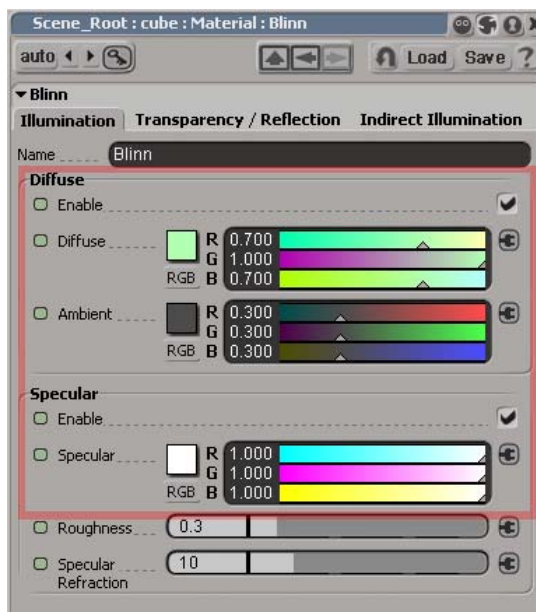 Scene_Root : cube : Material : Blinn
auto Load Save ?
Blinn
Illumination Transparency / Reflection Indirect Illumination
Name Blinn
Diffuse
Enable
Diffuse R 0.700
G 1.000
RGB B 0.700
Ambient R 0.300
G 0.300
RGB B 0.300
Specular
Enable
Specular R 1.000
G 1.000
RGB B 1.000
Roughness 0.3
Specular 10
Refraction